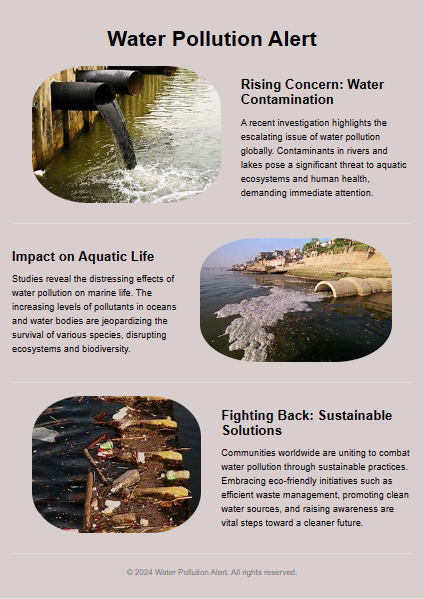 Water Pollution Alert
Rising Concern: Water
Contamination
A recent investigation highlights the
escalating issue of water pollution
globally. Contaminants in rivers and
lakes pose a significant threat to aquatic
ecosystems and human health,
demanding immediate attention.
Impact on Aquatic Life
Studies reveal the distressing effects of
water pollution on marine life. The
increasing levels of pollutants in oceans
and water bodies are jeopardizing the
survival of various species, disrupting
ecosystems and biodiversity.
Fighting Back: Sustainable
Solutions
Communities worldwide are uniting to combat
water pollution through sustainable practices.
Embracing eco-friendly initiatives such as
efficient waste management, promoting clean
water sources, and raising awareness are
vital steps toward a cleaner future.
© 2024 Water Pollution Alert. All rights reserved.